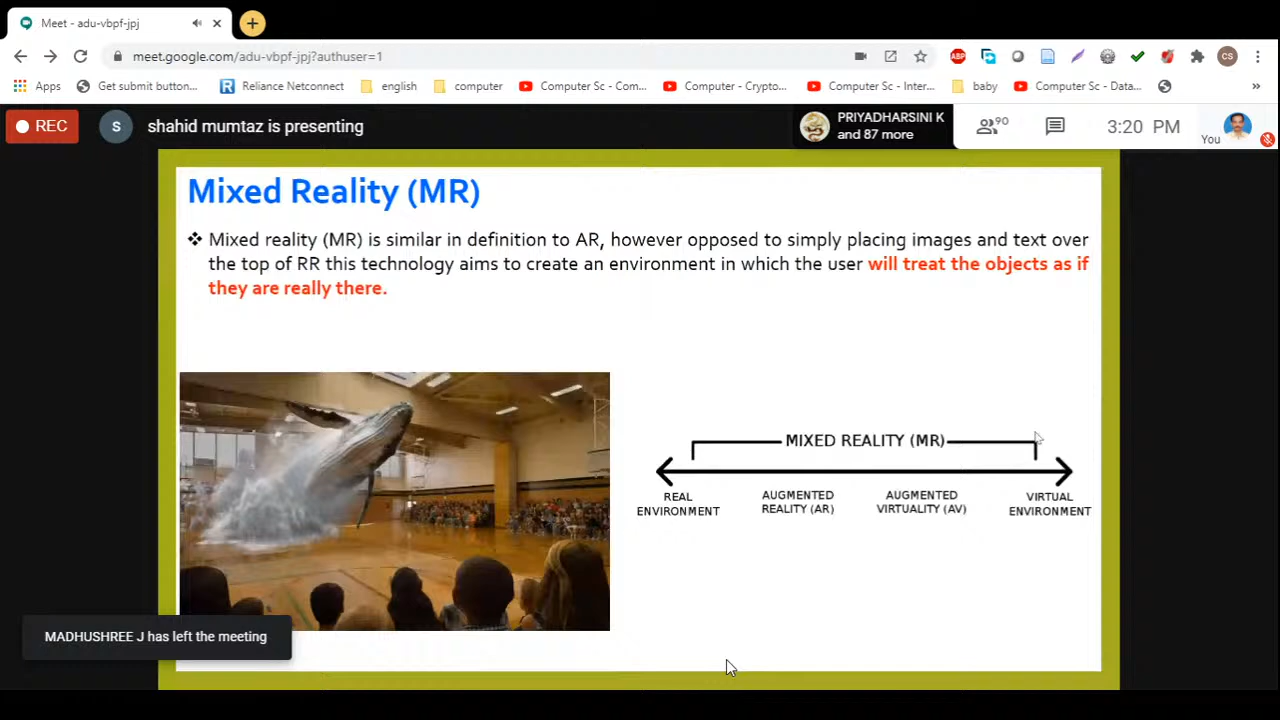 Meet - adu-vbpf-jpj
meet.google.com/adu-vbpf-jpj?authuser=1
ABP
CS
Apps Get submit button... Reliance Netconnect english computer Computer Sc - Com... Computer - Crypto... Computer Sc - Inter... baby Computer Sc - Data... »
REC S shahid mumtaz is presenting
PRIYADHARSINI K
and 87 more
90
3:20 PM
You
Mixed Reality (MR)
❖ Mixed reality (MR) is similar in definition to AR, however opposed to simply placing images and text over
the top of RR this technology aims to create an environment in which the user will treat the objects as if
they are really there.
MIXED REALITY (MR)
REAL
ENVIRONMENT
AUGMENTED
REALITY (AR)
AUGMENTED
VIRTUALITY (AV)
VIRTUAL
ENVIRONMENT
MADHUSHREE J has left the meeting